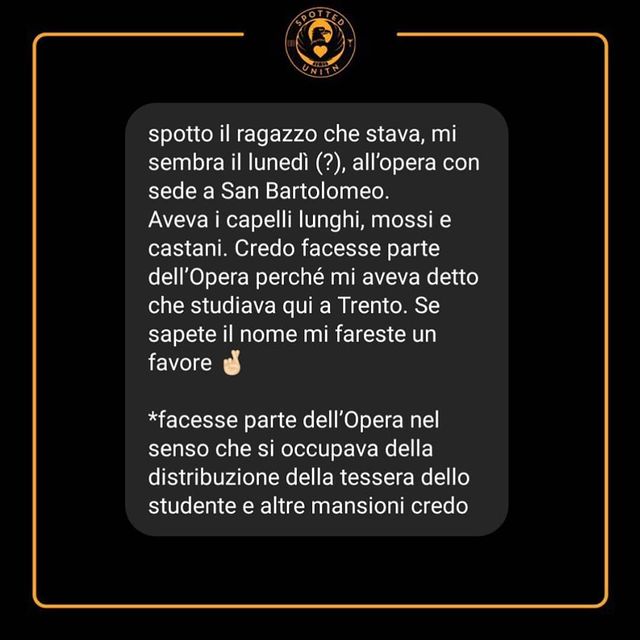 SPOTTED
UNITN
spotto il ragazzo che stava, mi
sembra il lunedì (?), all’opera con
sede a San Bartolomeo.
Aveva i capelli lunghi, mossi e
castani. Credo facesse parte
dell’Opera perché mi aveva detto
che studiava qui a Trento. Se
sapete il nome mi fareste un
favore 🤞🏻
*facesse parte dell’Opera nel
senso che si occupava della
distribuzione della tessera dello
studente e altre mansioni credo